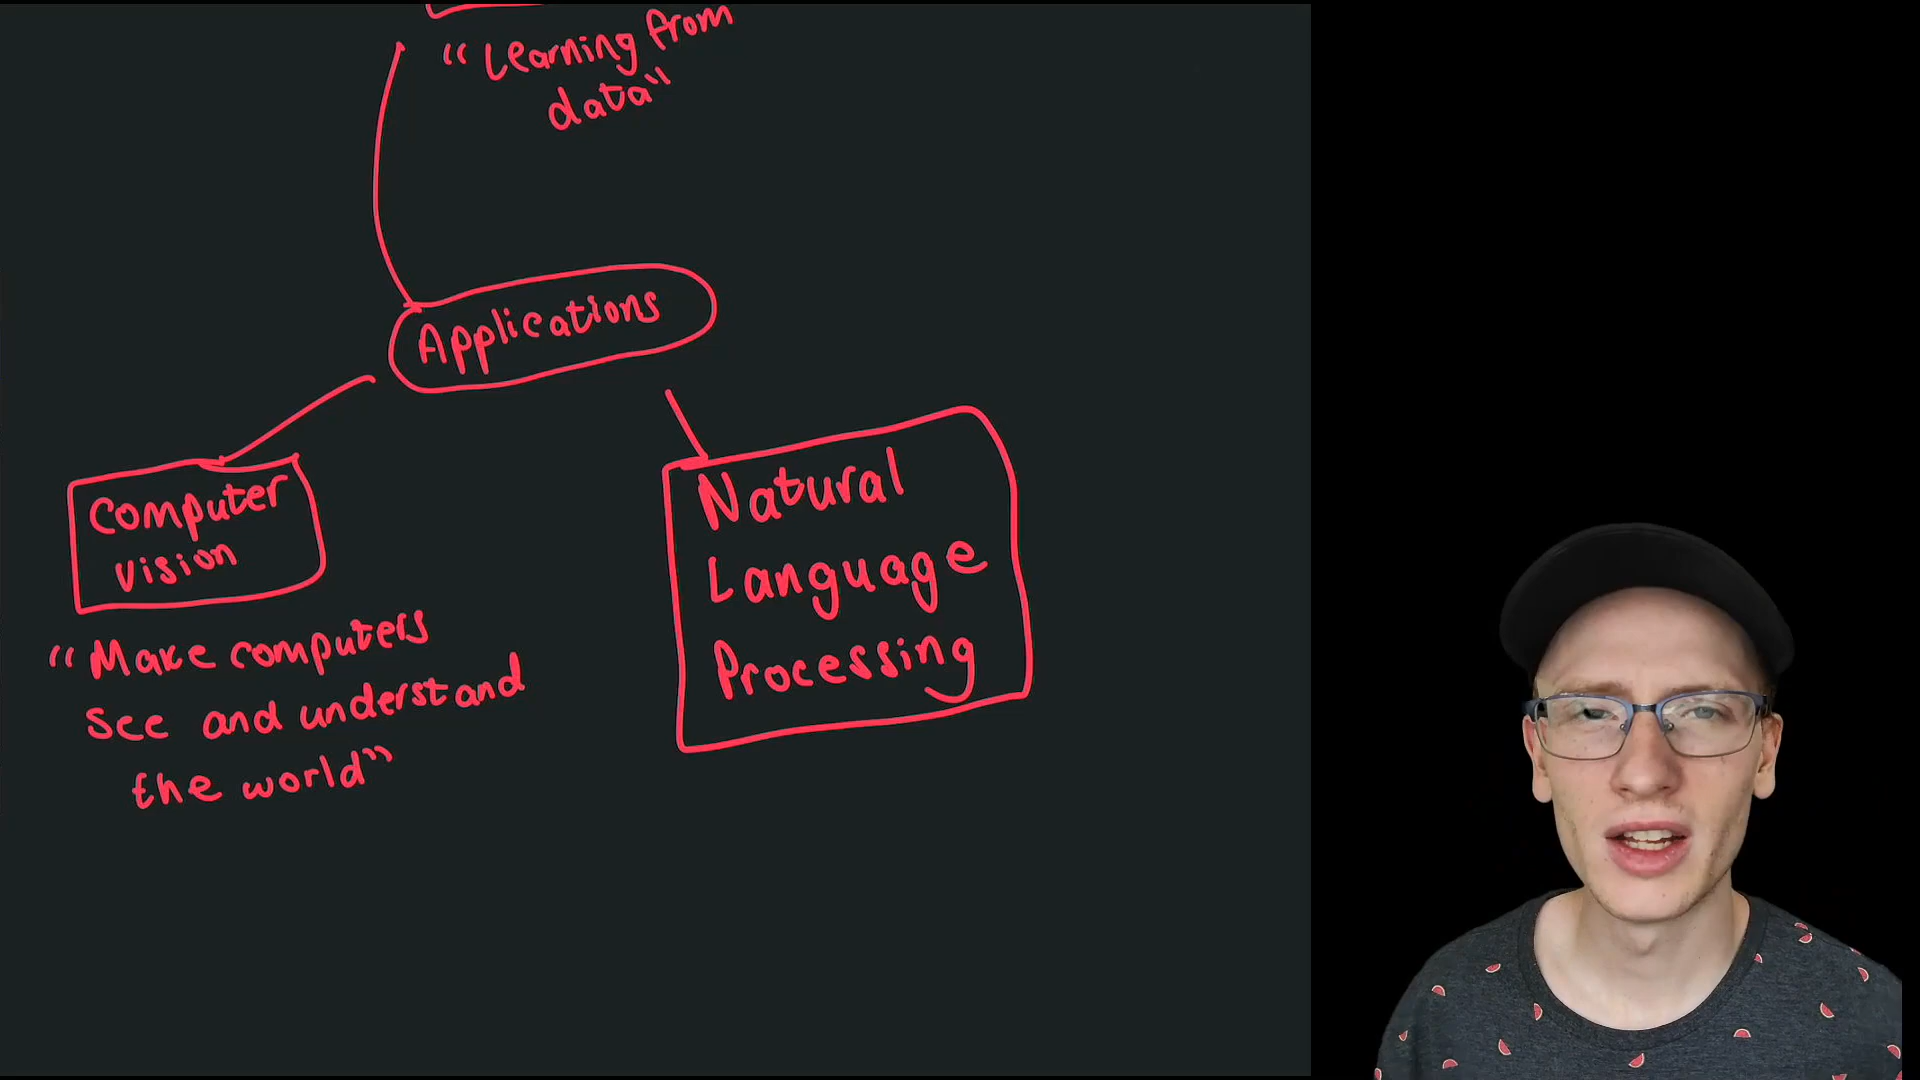 “Learning from
data”
Applications
Computer
vision
“Make computers
see and understand
the world”
Natural
Language
Processing